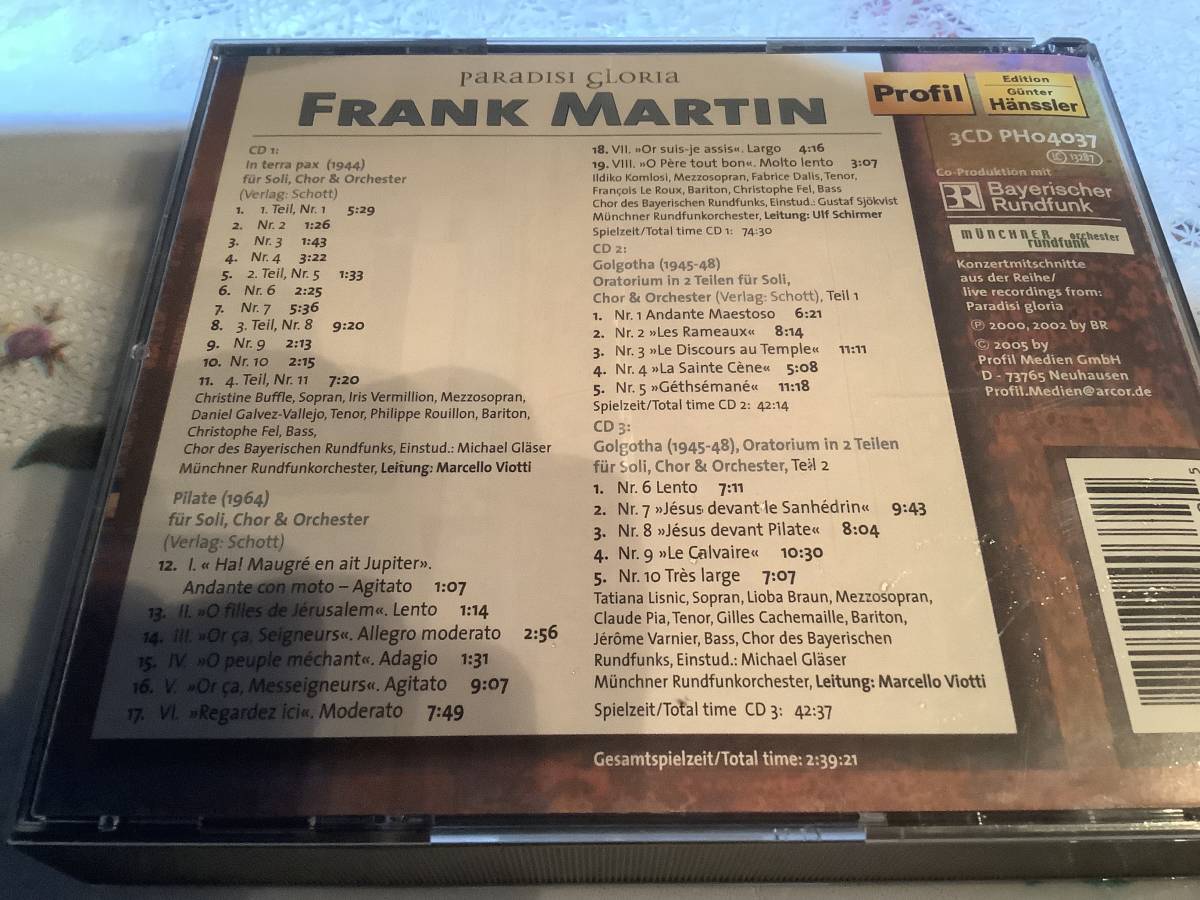 PARADISI GLORIA
FRANK MARTIN
CD 1:
In terra pax (1944)
für Soli, Chor & Orchester
(Verlag: Schott)
1. 1. Teil, Nr. 1 5:29
2. Nr. 2 1:26
3. Nr. 3 1:43
4. Nr. 4 3:22
5. 2. Teil, Nr. 5 1:33
6. Nr. 6 2:25
7. Nr. 7 5:36
8. 3. Teil, Nr. 8 9:20
9. Nr. 9 2:13
10. Nr. 10 2:15
11. 4. Teil, Nr. 11 7:20
Christine Buffle, Sopran, Iris Vermillion, Mezzosopran,
Daniel Galvez-Vallejo, Tenor, Philippe Rouillon, Bariton,
Christophe Fel, Bass,
Chor des Bayerischen Rundfunks, Einstud.: Michael Gläser
Münchner Rundfunkorchester, Leitung: Marcello Viotti
Pilate (1964)
für Soli, Chor & Orchester
(Verlag: Schott)
12. I. « Ha! Maugré en ait Jupiter».
Andante con moto – Agitato 1:07
13. II. »O filles de Jérusalem«. Lento 1:14
14. III. »Or ça, Seigneurs«. Allegro moderato 2:56
15. IV. »O peuple méchant«. Adagio 1:31
16. V. »Or ça, Messeigneurs«. Agitato 9:07
17. VI. »Regardez ici«. Moderato 7:49
18. VII. »Or suis-je assis«. Largo 4:16
19. VIII. »O Père tout bon«. Molto lento 3:07
Ildiko Komlosi, Mezzosopran, Fabrice Dalis, Tenor,
François Le Roux, Bariton, Christophe Fel, Bass
Chor des Bayerischen Rundfunks, Einstud.: Gustaf Sjökvist
Münchner Rundfunkorchester, Leitung: Ulf Schirmer
Spielzeit/Total time CD 1: 74:30
CD 2:
Golgotha (1945-48)
Oratorium in 2 Teilen für Soli,
Chor & Orchester (Verlag: Schott), Teil 1
1. Nr. 1 Andante Maestoso 6:21
2. Nr. 2 »Les Rameaux« 8:14
3. Nr. 3 »Le Discours au Temple« 11:11
4. Nr. 4 »La Sainte Cène« 5:08
5. Nr. 5 »Géthsémané« 11:18
Spielzeit/Total time CD 2: 42:14
CD 3:
Golgotha (1945-48), Oratorium in 2 Teilen
für Soli, Chor & Orchester, Teil 2
1. Nr. 6 Lento 7:11
2. Nr. 7 »Jésus devant le Sanhédrin« 9:43
3. Nr. 8 »Jésus devant Pilate« 8:04
4. Nr. 9 »Le Calvaire« 10:30
5. Nr. 10 Très large 7:07
Tatiana Lisnic, Sopran, Lioba Braun, Mezzosopran,
Claude Pia, Tenor, Gilles Cachemaille, Bariton,
Jérôme Varnier, Bass, Chor des Bayerischen
Rundfunks, Einstud.: Michael Gläser
Münchner Rundfunkorchester, Leitung: Marcello Viotti
Spielzeit/Total time CD 3: 42:37
Gesamtspielzeit/Total time: 2:39:21
Profil
Edition
Günter
Hänssler
3CD PH04037
LC 13287
Co-Produktion mit
BR Bayerischer
Rundfunk
MÜNCHNER orchester
rundfunk
Konzertmitschnitte
aus der Reihe/
live recordings from:
Paradisi gloria
℗ 2000, 2002 by BR
© 2005 by
Profil Medien GmbH
D - 73765 Neuhausen
Profil.Medien@arcor.de